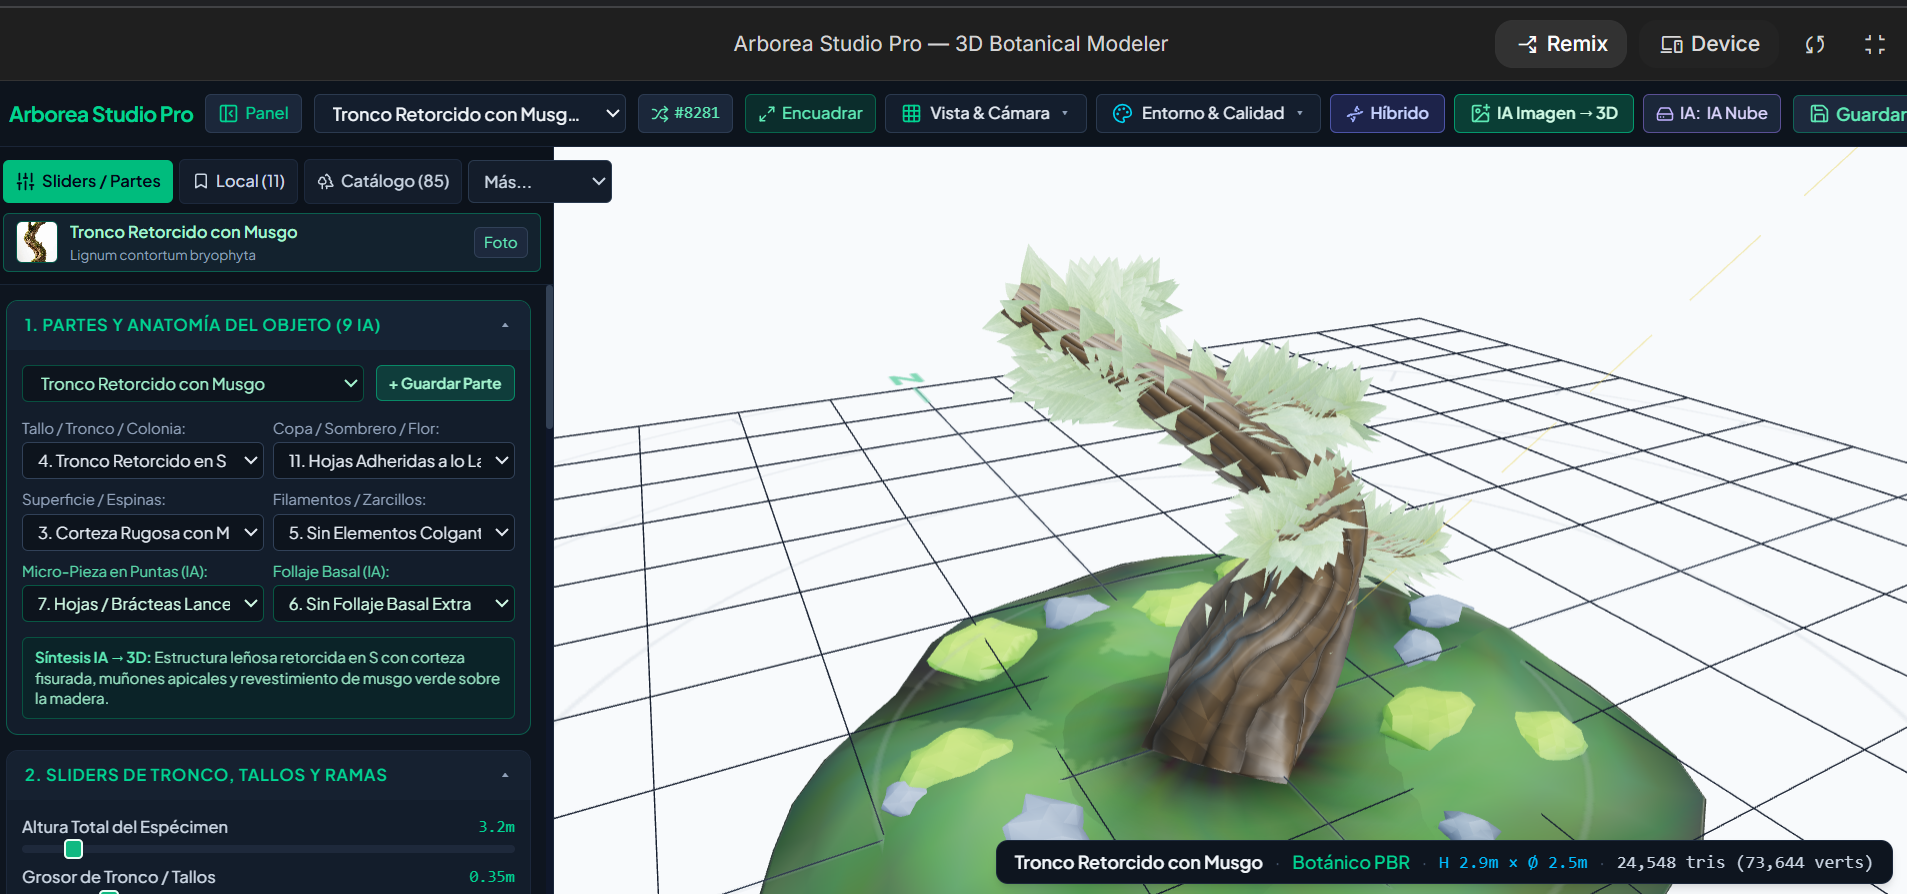 Arborea Studio Pro — 3D Botanical Modeler
Remix
Device
Arborea Studio Pro
Panel
Tronco Retorcido con Musg...
#8281
Encuadrar
Vista & Cámara
Entorno & Calidad
Híbrido
IA Imagen → 3D
IA: IA Nube
Guardar
Sliders / Partes
Local (11)
Catálogo (85)
Más...
Tronco Retorcido con Musgo
Lignum contortum bryophyta
Foto
1. PARTES Y ANATOMÍA DEL OBJETO (9 IA)
Tronco Retorcido con Musgo
+ Guardar Parte
Tallo / Tronco / Colonia:
Copa / Sombrero / Flor:
4. Tronco Retorcido en S
11. Hojas Adheridas a lo La
Superficie / Espinas:
Filamentos / Zarcillos:
3. Corteza Rugosa con M
5. Sin Elementos Colgant
Micro-Pieza en Puntas (IA):
Follaje Basal (IA):
7. Hojas / Brácteas Lance
6. Sin Follaje Basal Extra
Síntesis IA → 3D: Estructura leñosa retorcida en S con corteza
fisurada, muñones apicales y revestimiento de musgo verde sobre
la madera.
2. SLIDERS DE TRONCO, TALLOS Y RAMAS
Altura Total del Espécimen
3.2m
Grosor de Tronco / Tallos
0.35m
N
Tronco Retorcido con Musgo · Botánico PBR · H 2.9m × Ø 2.5m · 24,548 tris (73,644 verts)